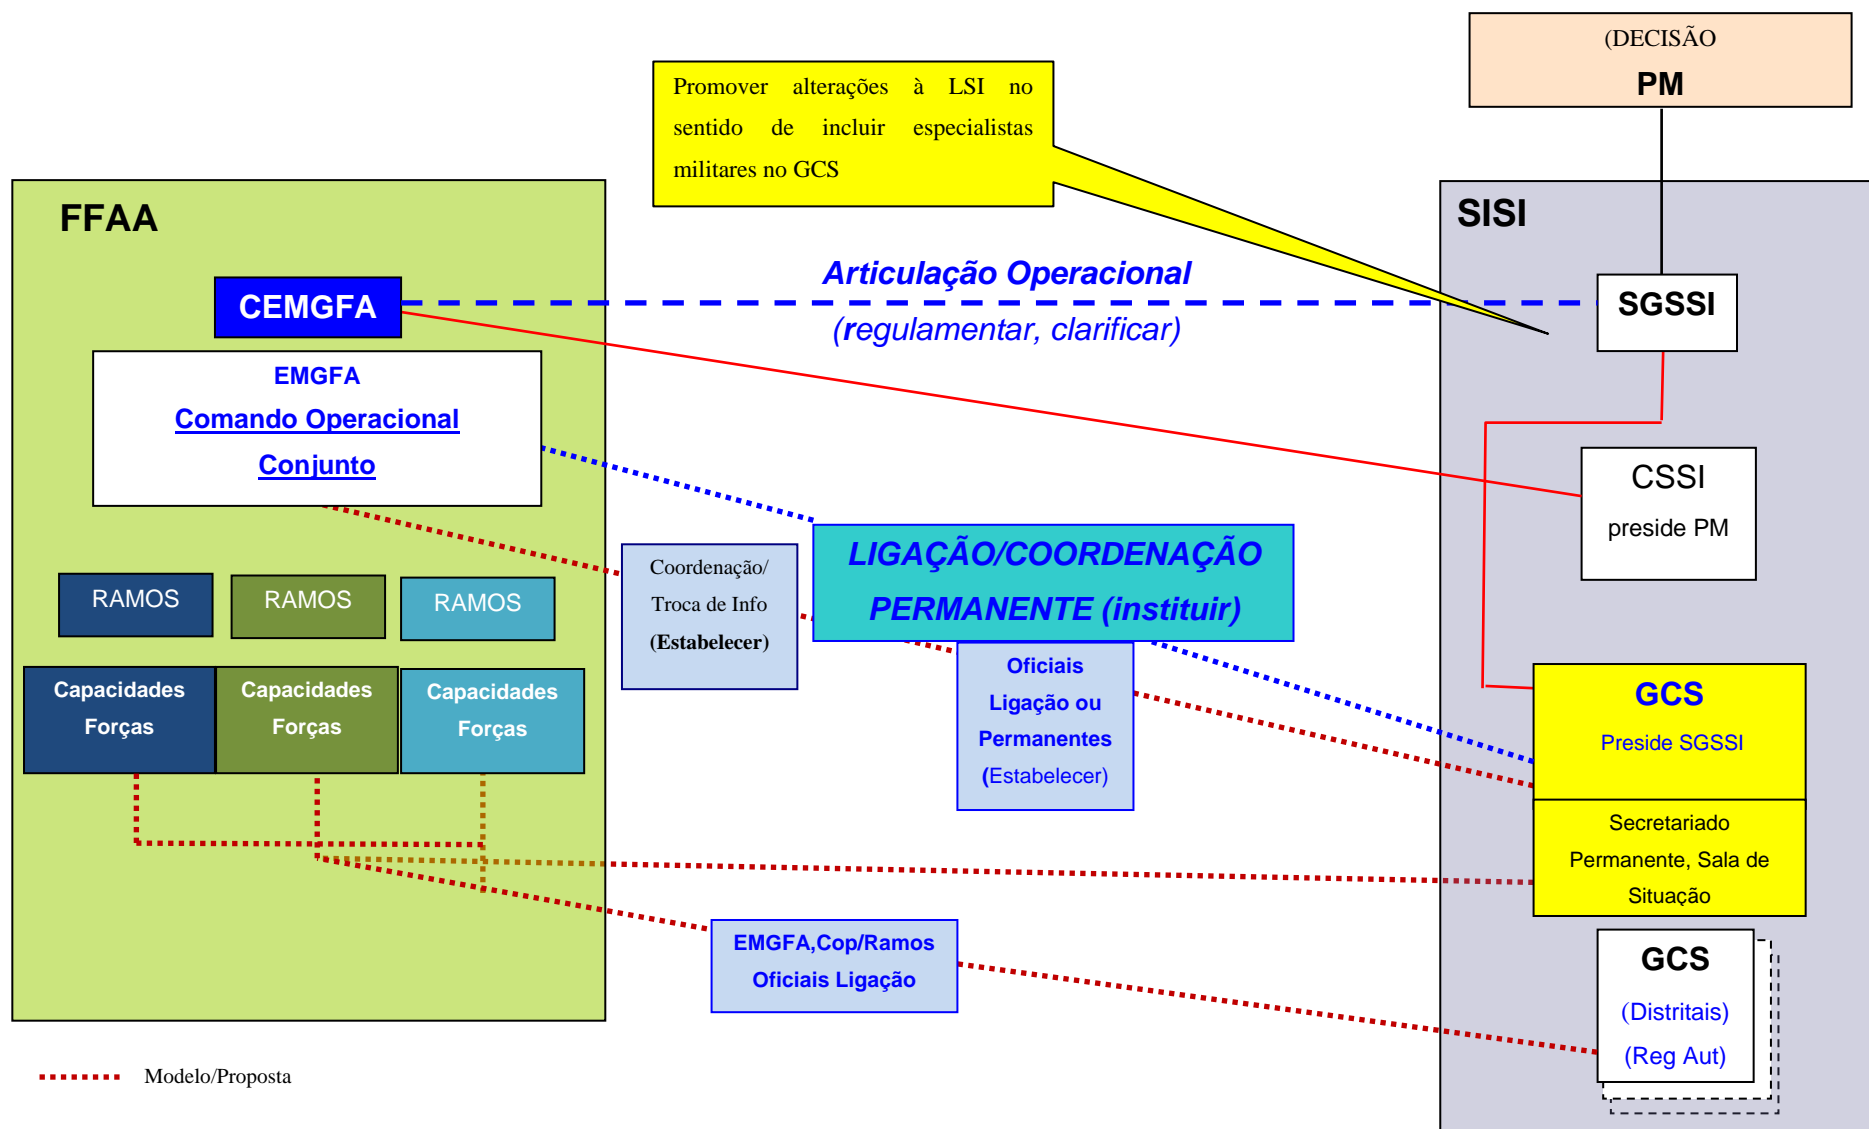 (DECISÃO
PM
Promover alterações à LSI no
sentido de incluir especialistas
militares no GCS
FFAA
SISI
CEMGFA
Articulação Operacional
(regulamentar, clarificar)
SGSSI
EMGFA
Comando Operacional
Conjunto
CSSI
preside PM
Coordenação/
Troca de Info
(Estabelecer)
LIGAÇÃO/COORDENAÇÃO
PERMANENTE (instituir)
RAMOS
RAMOS
RAMOS
Capacidades
Forças
Capacidades
Forças
Capacidades
Forças
Oficiais
Ligação ou
Permanentes
(Estabelecer)
GCS
Preside SGSSI
Secretariado
Permanente, Sala de
Situação
EMGFA,Cop/Ramos
Oficiais Ligação
GCS
(Distritais)
(Reg Aut)
Modelo/Proposta